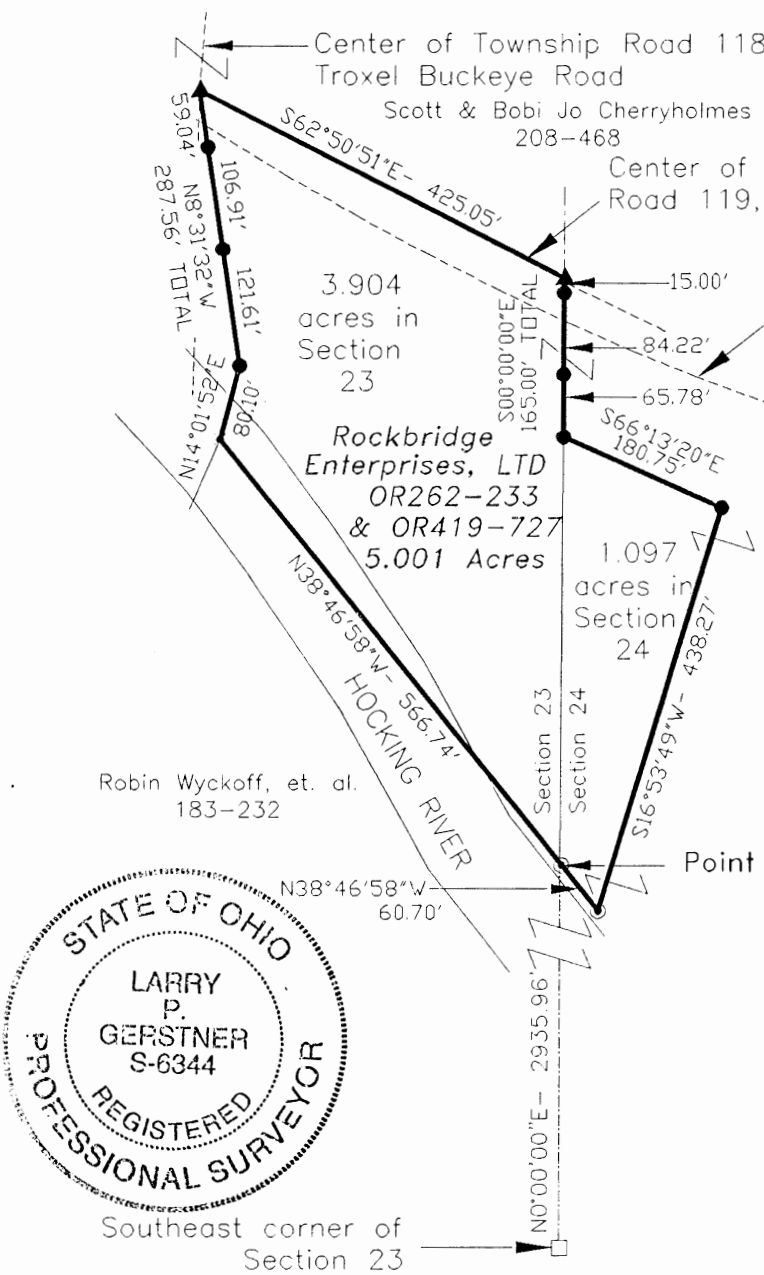 Center of Township Road 118
Troxel Buckeye Road
Scott & Bobi Jo Cherryholmes
208-468
S62°50'51"E- 425.05'
Center of
Road 119,
59.04'
106.91'
N8°31'32"W
287.56' TOTAL
121.61'
3.904
acres in
Section
23
15.00'
S00°00'00"E
165.00' TOTAL
84.22'
65.78'
N14°01'52"E
80.10'
S66°13'20"E
180.75'
Rockbridge
Enterprises, LTD
OR262-233
& OR419-727
5.001 Acres
1.097
acres in
Section
24
N38°46'58"W- 566.74'
HOCKING RIVER
Section 23
Section 24
S16°53'49"W- 438.27'
Robin Wyckoff, et. al.
183-232
Point
N38°46'58"W
60.70'
STATE OF OHIO
LARRY
P.
GERSTNER
S-6344
REGISTERED
PROFESSIONAL SURVEYOR
N0°00'00"E- 2935.96'
Southeast corner of
Section 23